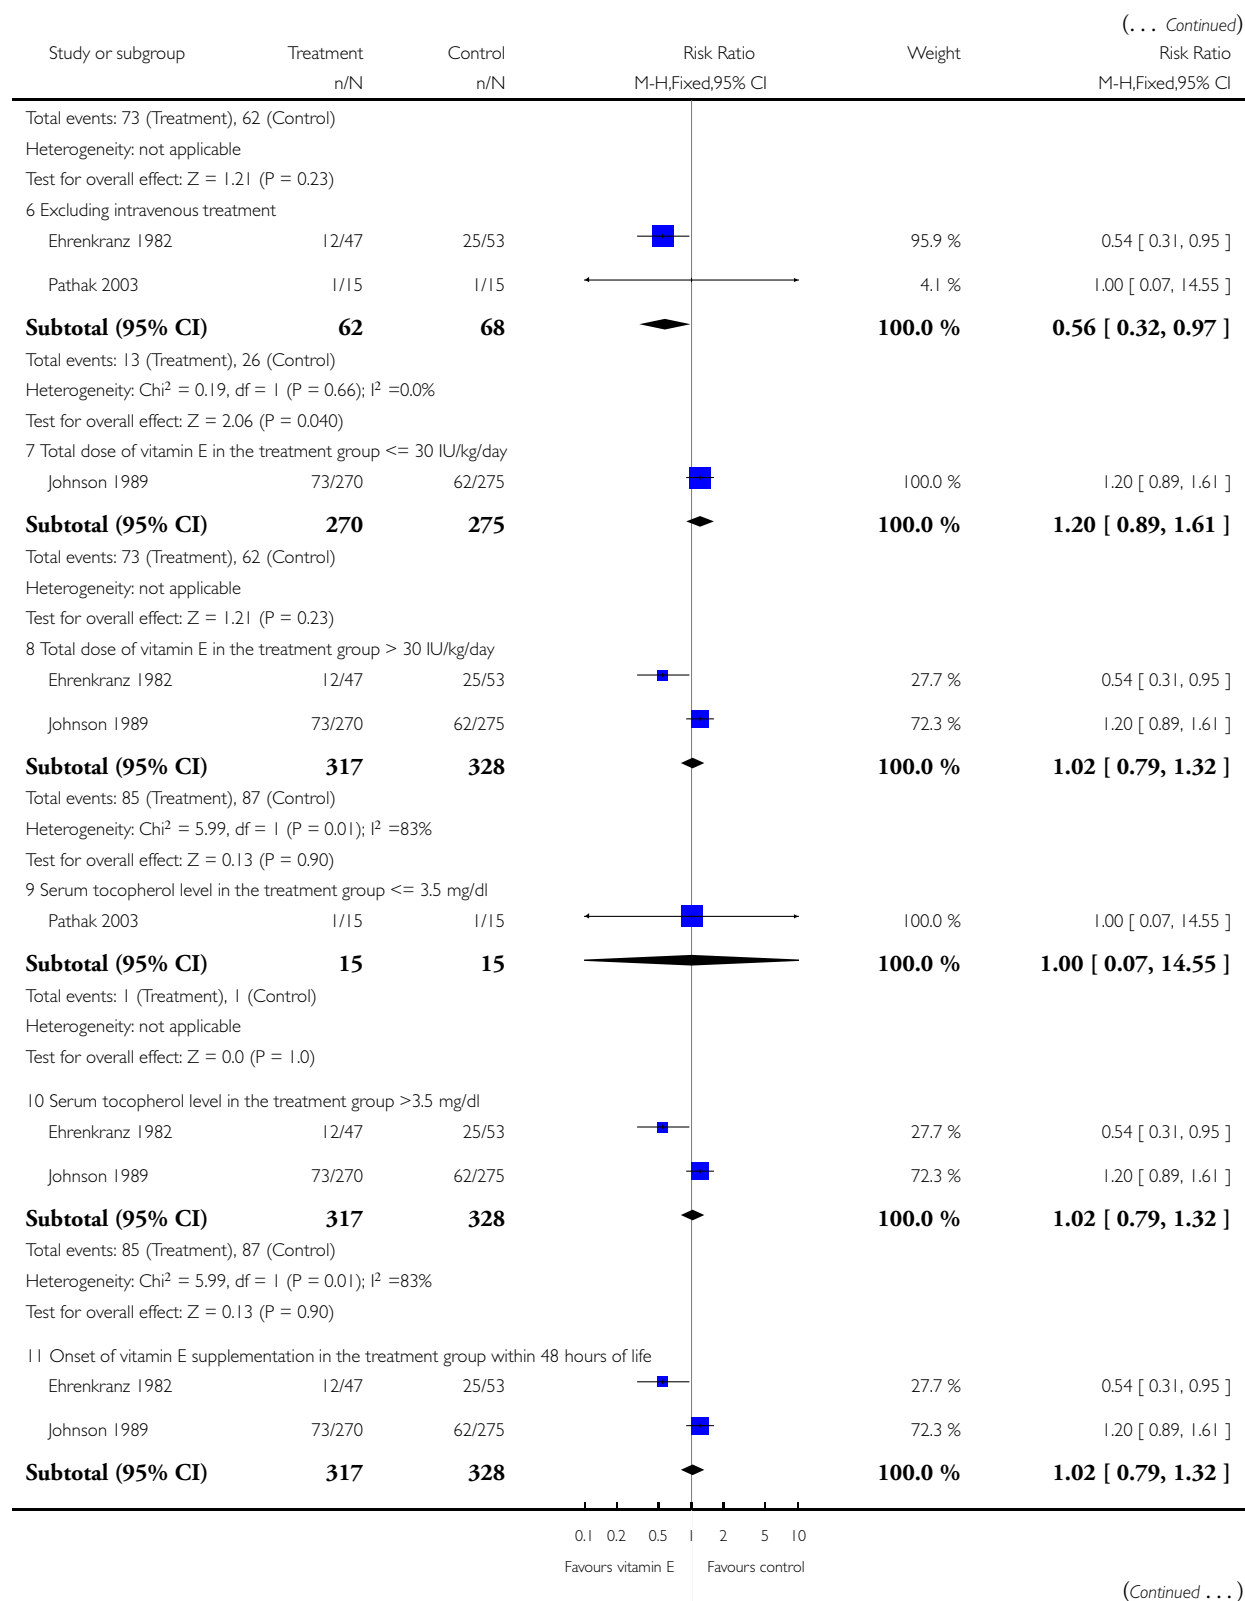 (... Continued)
Study or subgroup Treatment Control Risk Ratio Weight Risk Ratio
n/N n/N M-H,Fixed,95% CI M-H,Fixed,95% CI
Total events: 73 (Treatment), 62 (Control)
Heterogeneity: not applicable
Test for overall effect: Z = 1.21 (P = 0.23)
6 Excluding intravenous treatment
Ehrenkranz 1982 12/47 25/53 95.9 % 0.54 [ 0.31, 0.95 ]
Pathak 2003 1/15 1/15 4.1 % 1.00 [ 0.07, 14.55 ]
Subtotal (95% CI) 62 68 100.0 % 0.56 [ 0.32, 0.97 ]
Total events: 13 (Treatment), 26 (Control)
Heterogeneity: Chi² = 0.19, df = 1 (P = 0.66); I² =0.0%
Test for overall effect: Z = 2.06 (P = 0.040)
7 Total dose of vitamin E in the treatment group <= 30 IU/kg/day
Johnson 1989 73/270 62/275 100.0 % 1.20 [ 0.89, 1.61 ]
Subtotal (95% CI) 270 275 100.0 % 1.20 [ 0.89, 1.61 ]
Total events: 73 (Treatment), 62 (Control)
Heterogeneity: not applicable
Test for overall effect: Z = 1.21 (P = 0.23)
8 Total dose of vitamin E in the treatment group > 30 IU/kg/day
Ehrenkranz 1982 12/47 25/53 27.7 % 0.54 [ 0.31, 0.95 ]
Johnson 1989 73/270 62/275 72.3 % 1.20 [ 0.89, 1.61 ]
Subtotal (95% CI) 317 328 100.0 % 1.02 [ 0.79, 1.32 ]
Total events: 85 (Treatment), 87 (Control)
Heterogeneity: Chi² = 5.99, df = 1 (P = 0.01); I² =83%
Test for overall effect: Z = 0.13 (P = 0.90)
9 Serum tocopherol level in the treatment group <= 3.5 mg/dl
Pathak 2003 1/15 1/15 100.0 % 1.00 [ 0.07, 14.55 ]
Subtotal (95% CI) 15 15 100.0 % 1.00 [ 0.07, 14.55 ]
Total events: 1 (Treatment), 1 (Control)
Heterogeneity: not applicable
Test for overall effect: Z = 0.0 (P = 1.0)
10 Serum tocopherol level in the treatment group >3.5 mg/dl
Ehrenkranz 1982 12/47 25/53 27.7 % 0.54 [ 0.31, 0.95 ]
Johnson 1989 73/270 62/275 72.3 % 1.20 [ 0.89, 1.61 ]
Subtotal (95% CI) 317 328 100.0 % 1.02 [ 0.79, 1.32 ]
Total events: 85 (Treatment), 87 (Control)
Heterogeneity: Chi² = 5.99, df = 1 (P = 0.01); I² =83%
Test for overall effect: Z = 0.13 (P = 0.90)
11 Onset of vitamin E supplementation in the treatment group within 48 hours of life
Ehrenkranz 1982 12/47 25/53 27.7 % 0.54 [ 0.31, 0.95 ]
Johnson 1989 73/270 62/275 72.3 % 1.20 [ 0.89, 1.61 ]
Subtotal (95% CI) 317 328 100.0 % 1.02 [ 0.79, 1.32 ]
0.1 0.2 0.5 1 2 5 10
Favours vitamin E Favours control
(Continued ...)